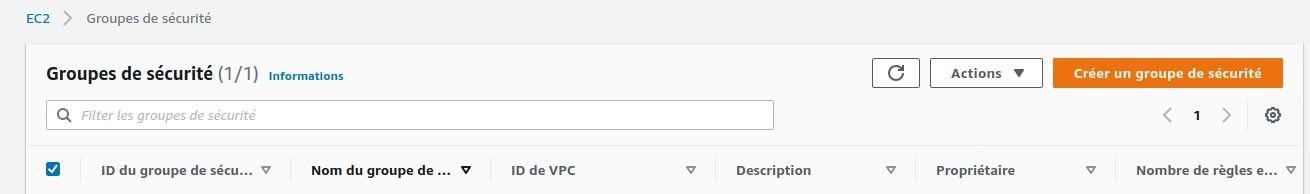 EC2 > Groupes de sécurité
Groupes de sécurité (1/1) Informations Actions Créer un groupe de sécurité
Filter les groupes de sécurité 1
ID du groupe de sécu... Nom du groupe de ... ID de VPC Description Propriétaire Nombre de règles e...